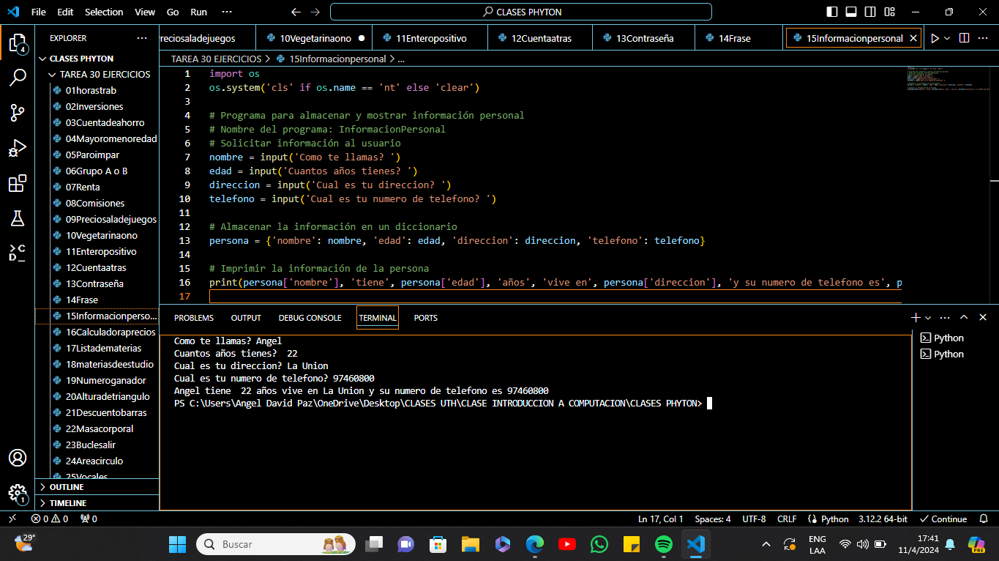 File Edit Selection View Go Run ··· CLASES PHYTON
EXPLORER ···
CLASES PHYTON
TAREA 30 EJERCICIOS
01horastrab
02Inversiones
03Cuentadeahorro
04Mayoromenoredad
05Paroimpar
06Grupo A o B
07Renta
08Comisiones
09Preciosaladejuegos
10Vegetarinaono
11Enteropositivo
12Cuentaatras
13Contraseña
14Frase
15Informacionperso...
16Calculadoraprecios
17Listadematerias
18materiasdeestudio
19Numeroganador
20Alturadetriangulo
21Descuentobarras
22Masacorporal
23Buclesalir
24Areacirculo
25Vocales
OUTLINE
TIMELINE
4
1
reciosaladejuegos 10Vegetarinaono 11Enteropositivo 12Cuentaatras 13Contraseña 14Frase 15Informacionpersonal
TAREA 30 EJERCICIOS > 15Informacionpersonal > ...
1 import os
2 os.system('cls' if os.name == 'nt' else 'clear')
3
4 # Programa para almacenar y mostrar información personal
5 # Nombre del programa: InformacionPersonal
6 # Solicitar información al usuario
7 nombre = input('Como te llamas? ')
8 edad = input('Cuantos años tienes? ')
9 direccion = input('Cual es tu direccion? ')
10 telefono = input('Cual es tu numero de telefono? ')
11
12 # Almacenar la información en un diccionario
13 persona = {'nombre': nombre, 'edad': edad, 'direccion': direccion, 'telefono': telefono}
14
15 # Imprimir la información de la persona
16 print(persona['nombre'], 'tiene', persona['edad'], 'años', 'vive en', persona['direccion'], 'y su numero de telefono es', p
17
PROBLEMS OUTPUT DEBUG CONSOLE TERMINAL PORTS
Como te llamas? Angel
Cuantos años tienes?  22
Cual es tu direccion? La Union
Cual es tu numero de telefono? 97460800
Angel tiene  22 años vive en La Union y su numero de telefono es 97460800
PS C:\Users\Angel David Paz\OneDrive\Desktop\CLASES UTH\CLASE INTRODUCCION A COMPUTACION\CLASES PHYTON>
Python
Python
0 0 0 Ln 17, Col 1 Spaces: 4 UTF-8 CRLF Python 3.12.2 64-bit Continue
29° Buscar ENG LAA 17:41 11/4/2024 PRE